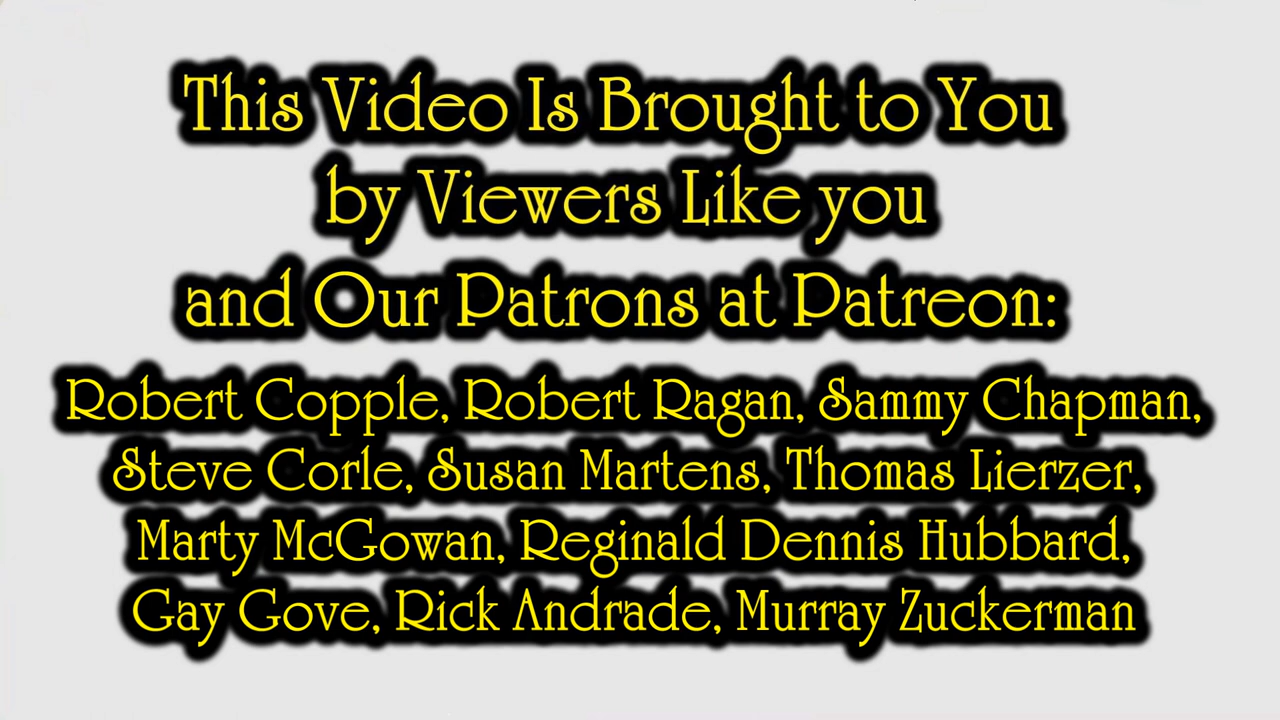 This Video Is Brought to You
by Viewers Like you
and Our Patrons at Patreon:
Robert Copple, Robert Ragan, Sammy Chapman,
Steve Corle, Susan Martens, Thomas Lierzer,
Marty McGowan, Reginald Dennis Hubbard,
Gay Gove, Rick Andrade, Murray Zuckerman